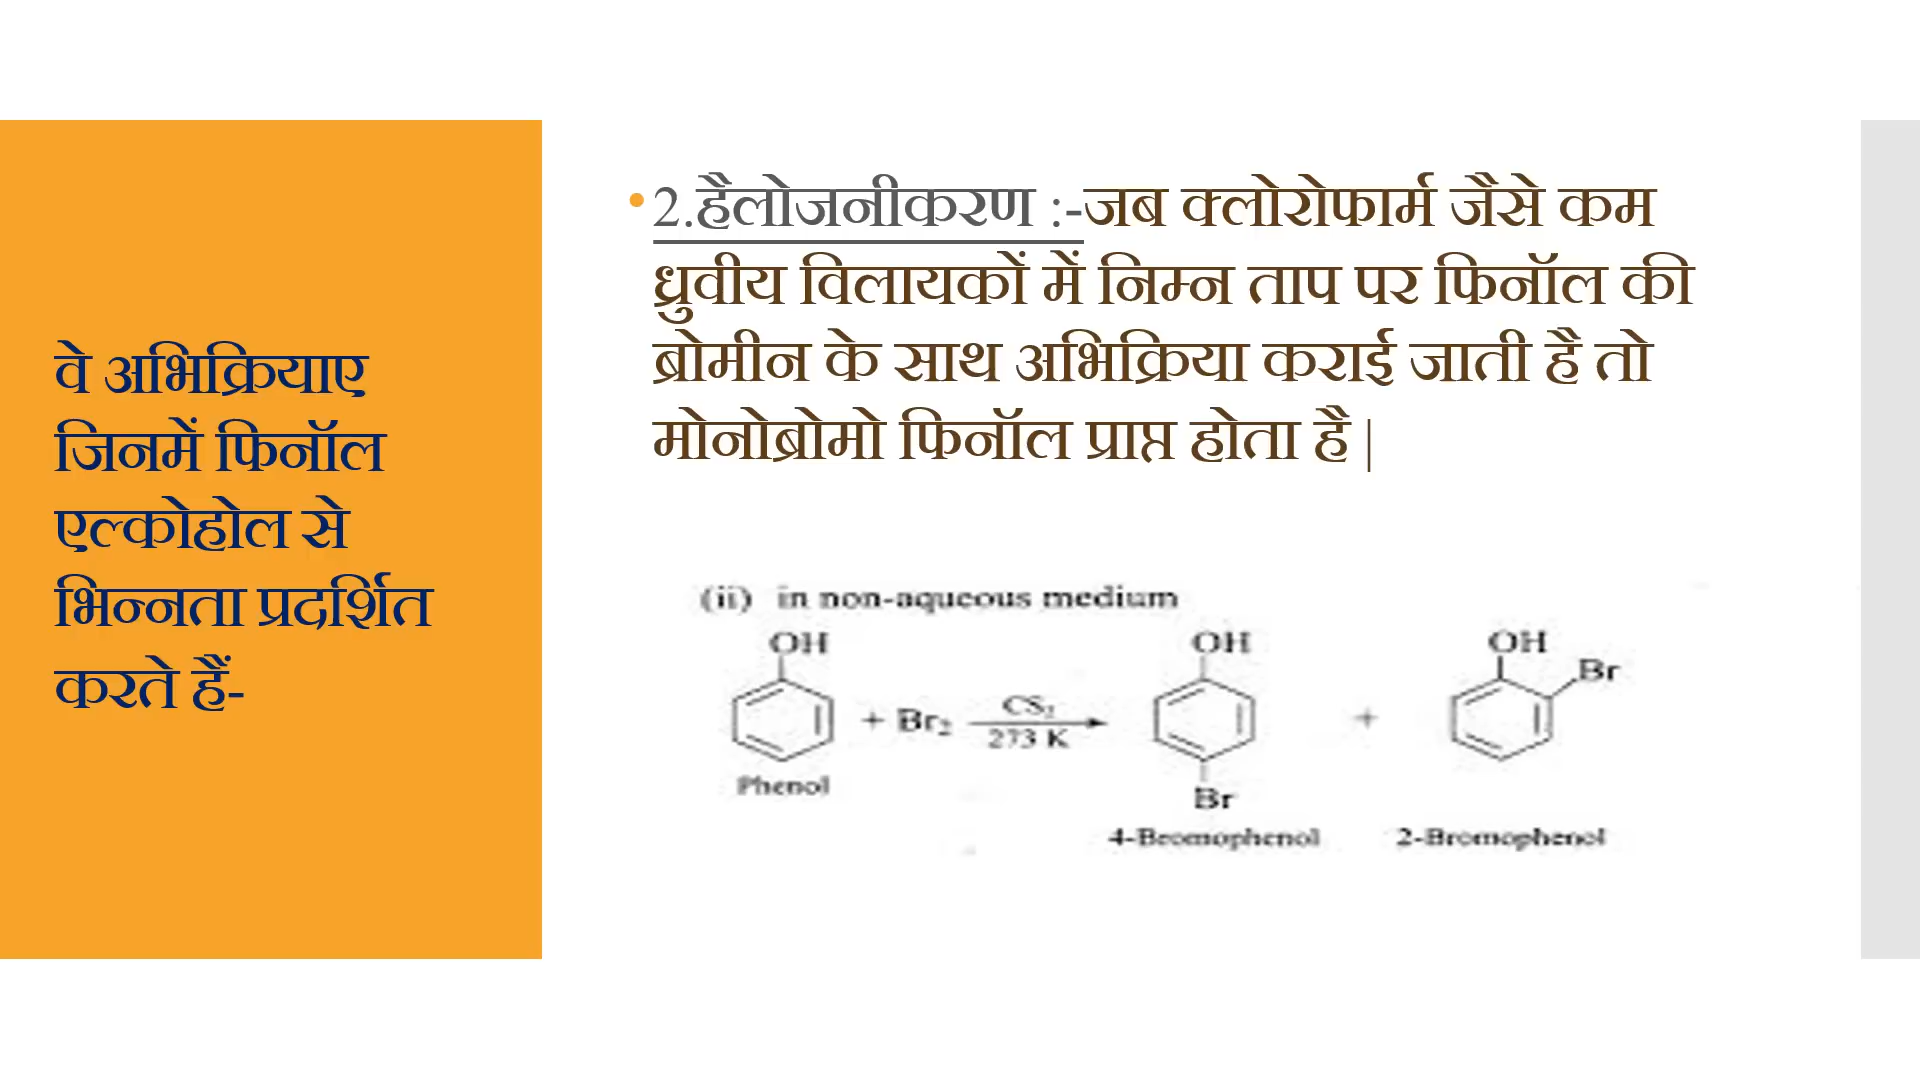 वे अभिक्रियाए
जिनमें फिनॉल
एल्कोहोल से
भिन्नता प्रदर्शित
करते हैं-
•2.हैलोजनीकरण :-जब क्लोरोफार्म जैसे कम
ध्रुवीय विलायकों में निम्न ताप पर फिनॉल की
ब्रोमीन के साथ अभिक्रिया कराई जाती है तो
मोनोब्रोमो फिनॉल प्राप्त होता है |
(ii) in non-aqueous medium
OH OH OH
Br
+ Br₂ CS₂ +
273 K
Phenol
Br
4-Bromophenol 2-Bromophenol